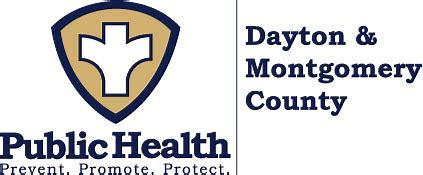 Public Health
Prevent. Promote. Protect.
Dayton &
Montgomery
County